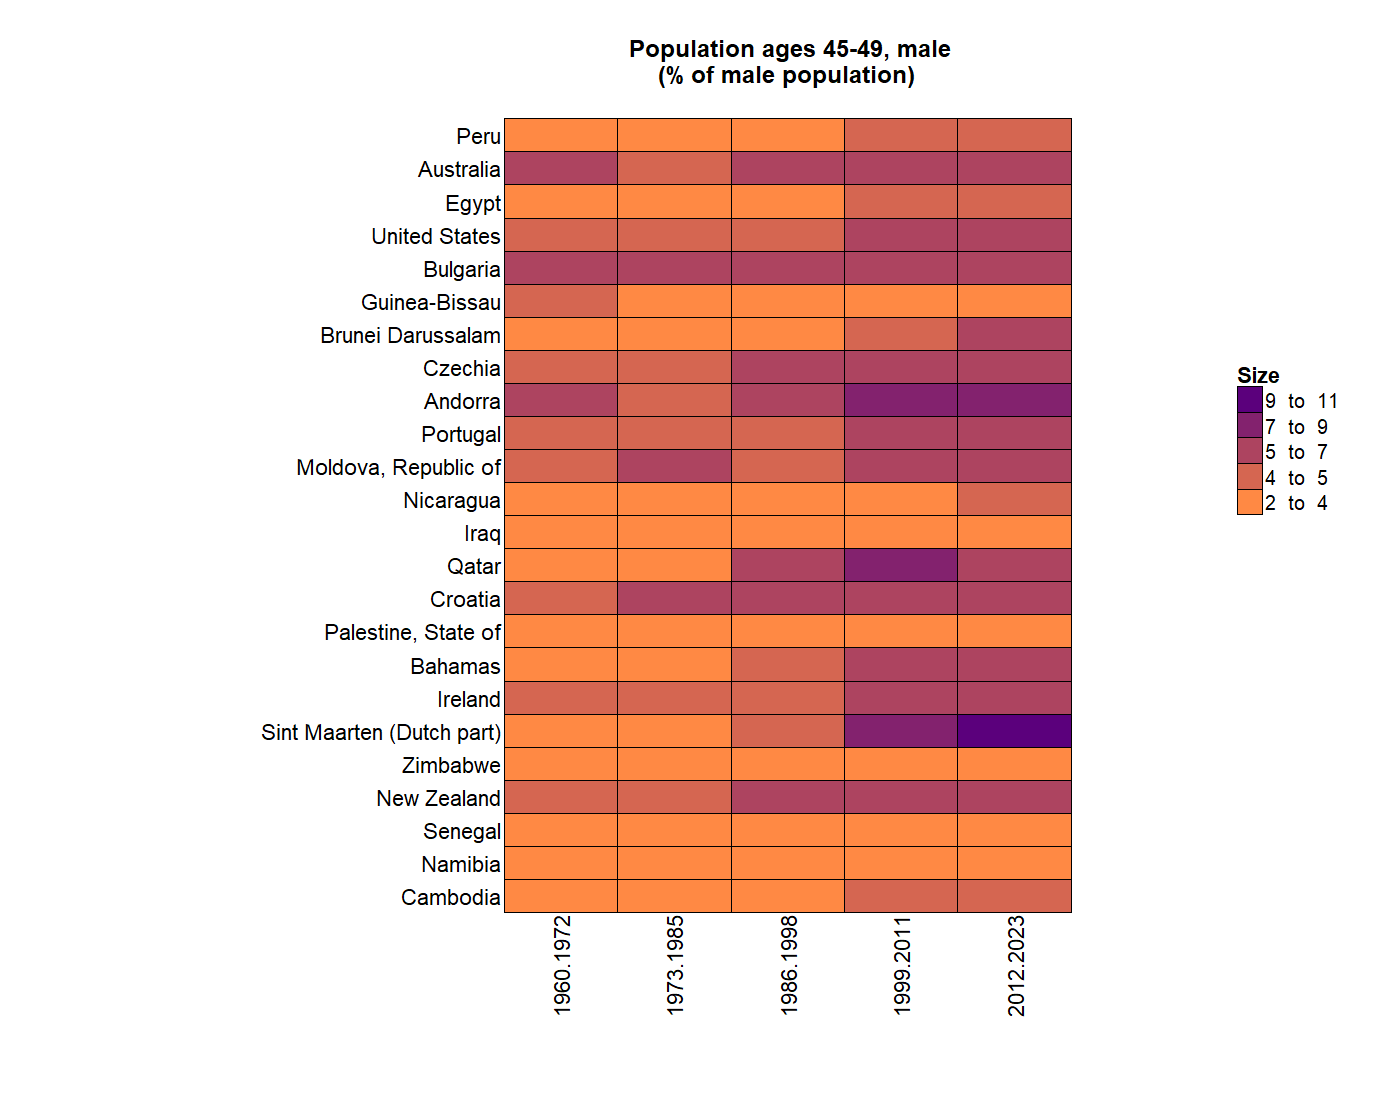 Population ages 45-49, male
(% of male population)
Peru
Australia
Egypt
United States
Bulgaria
Guinea-Bissau
Brunei Darussalam
Czechia
Andorra
Portugal
Moldova, Republic of
Nicaragua
Iraq
Qatar
Croatia
Palestine, State of
Bahamas
Ireland
Sint Maarten (Dutch part)
Zimbabwe
New Zealand
Senegal
Namibia
Cambodia
1960.1972
1973.1985
1986.1998
1999.2011
2012.2023
Size
9 to 11
7 to 9
5 to 7
4 to 5
2 to 4